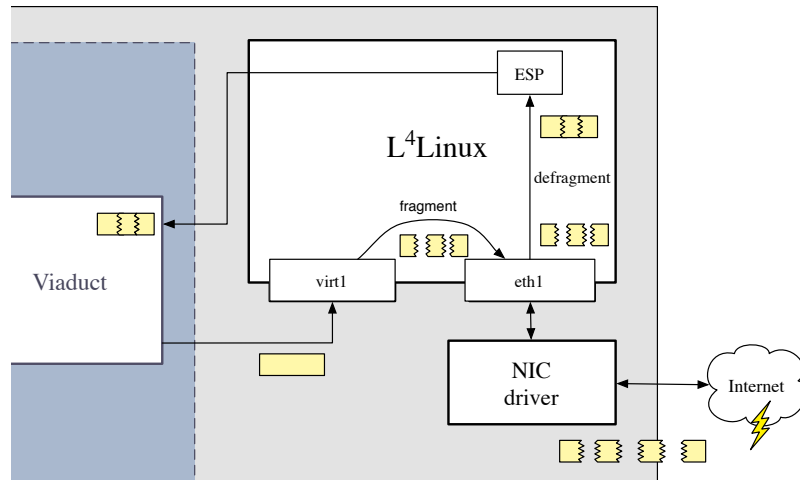 ESP
L⁴Linux
defragment
fragment
Viaduct
virt1
eth1
NIC
driver
Internet